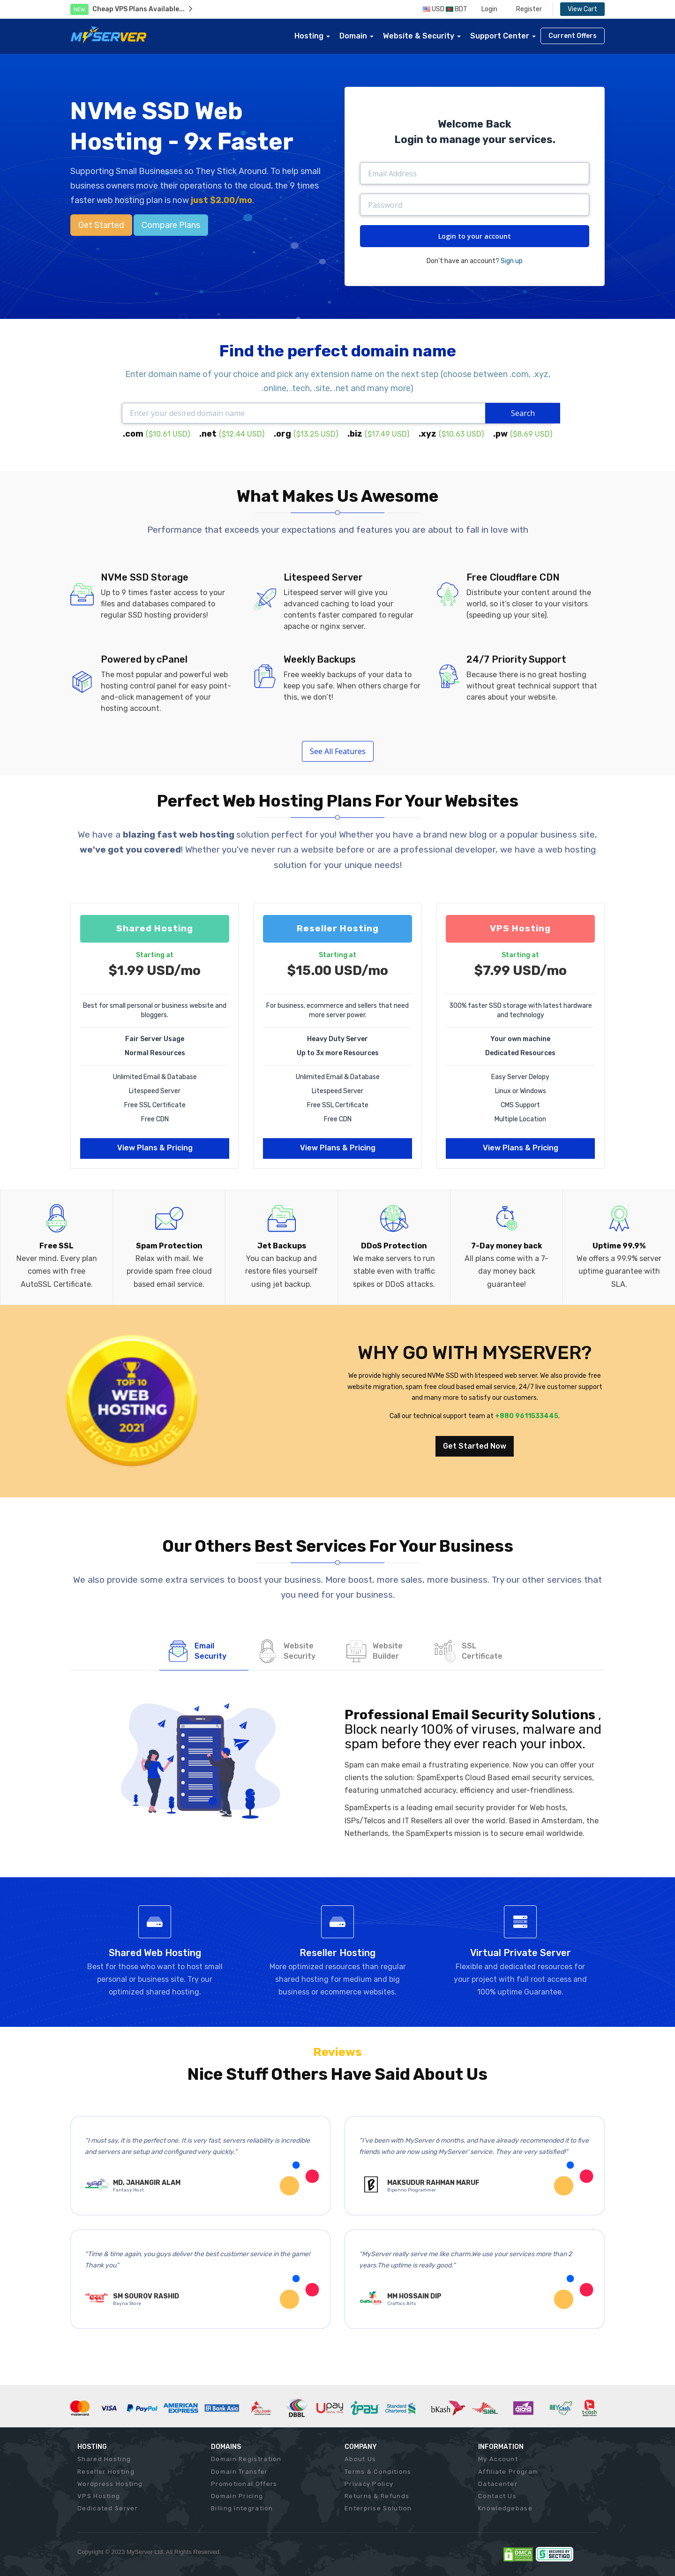 NEW Cheap VPS Plans Available...
USD BDT Login Register View Cart
MYSERVER
Hosting Domain Website & Security Support Center Current Offers
NVMe SSD Web
Hosting - 9x Faster
Supporting Small Businesses so They Stick Around. To help small
business owners move their operations to the cloud, the 9 times
faster web hosting plan is now just $2.00/mo.
Get Started Compare Plans
Welcome Back
Login to manage your services.
Email Address
Password
Login to your account
Don't have an account? Sign up
Find the perfect domain name
Enter domain name of your choice and pick any extension name on the next step (choose between .com, .xyz,
.online, .tech, .site, .net and many more)
Enter your desired domain name Search
.com ($10.61 USD) .net ($12.44 USD) .org ($13.25 USD) .biz ($17.49 USD) .xyz ($10.63 USD) .pw ($8.69 USD)
What Makes Us Awesome
Performance that exceeds your expectations and features you are about to fall in love with
NVMe SSD Storage
Up to 9 times faster access to your
files and databases compared to
regular SSD hosting providers!
Litespeed Server
Litespeed server will give you
advanced caching to load your
contents faster compared to regular
apache or nginx server.
Free Cloudflare CDN
Distribute your content around the
world, so it's closer to your visitors
(speeding up your site).
Powered by cPanel
The most popular and powerful web
hosting control panel for easy point-
and-click management of your
hosting account.
Weekly Backups
Free weekly backups of your data to
keep you safe. When others charge for
this, we don't!
24/7 Priority Support
Because there is no great hosting
without great technical support that
cares about your website.
See All Features
Perfect Web Hosting Plans For Your Websites
We have a blazing fast web hosting solution perfect for you! Whether you have a brand new blog or a popular business site,
we've got you covered! Whether you've never run a website before or are a professional developer, we have a web hosting
solution for your unique needs!
Shared Hosting
Starting at
$1.99 USD/mo
Best for small personal or business website and
bloggers.
Fair Server Usage
Normal Resources
Unlimited Email & Database
Litespeed Server
Free SSL Certificate
Free CDN
View Plans & Pricing
Reseller Hosting
Starting at
$15.00 USD/mo
For business, ecommerce and sellers that need
more server power.
Heavy Duty Server
Up to 3x more Resources
Unlimited Email & Database
Litespeed Server
Free SSL Certificate
Free CDN
View Plans & Pricing
VPS Hosting
Starting at
$7.99 USD/mo
300% faster SSD storage with latest hardware
and technology
Your own machine
Dedicated Resources
Easy Server Delopy
Linux or Windows
CMS Support
Multiple Location
View Plans & Pricing
Free SSL
Never mind. Every plan
comes with free
AutoSSL Certificate.
Spam Protection
Relax with mail. We
provide spam free cloud
based email service.
Jet Backups
You can backup and
restore files yourself
using jet backup.
DDoS Protection
We make servers to run
stable even with traffic
spikes or DDoS attacks.
7-Day money back
All plans come with a 7-
day money back
guarantee!
Uptime 99.9%
We offers a 99.9% server
uptime guarantee with
SLA.
TOP 10
WEB
HOSTING
2021
HOST ADVICE
WHY GO WITH MYSERVER?
We provide highly secured NVMe SSD with litespeed web server. We also provide free
website migration, spam free cloud based email service, 24/7 live customer support
and many more to satisfy our customers.
Call our technical support team at +880 9611533445.
Get Started Now
Our Others Best Services For Your Business
We also provide some extra services to boost your business. More boost, more sales, more business. Try our other services that
you need for your business.
Email
Security
Website
Security
Website
Builder
SSL
Certificate
Professional Email Security Solutions ,
Block nearly 100% of viruses, malware and
spam before they ever reach your inbox.
Spam can make email a frustrating experience. Now you can offer your
clients the solution: SpamExperts Cloud Based email security services,
featuring unmatched accuracy, efficiency and user-friendliness.
SpamExperts is a leading email security provider for Web hosts,
ISPs/Telcos and IT Resellers all over the world. Based in Amsterdam, the
Netherlands, the SpamExperts mission is to secure email worldwide.
Shared Web Hosting
Best for those who want to host small
personal or business site. Try our
optimized shared hosting.
Reseller Hosting
More optimized resources than regular
shared hosting for medium and big
business or ecommerce websites.
Virtual Private Server
Flexible and dedicated resources for
your project with full root access and
100% uptime Guarantee.
Reviews
Nice Stuff Others Have Said About Us
"I must say, it is the perfect one. It is very fast, servers reliability is incredible
and servers are setup and configured very quickly."
MD, JAHANGIR ALAM
Fantasy Host
"I've been with MyServer 6 months, and have already recommended it to five
friends who are now using MyServer' service. They are very satisfied!"
MAKSUDUR RAHMAN MARUF
Biponno Programmer
"Time & time again, you guys deliver the best customer service in the game!
Thank you"
SM SOUROV RASHID
Bayna Store
"MyServer really serve me like charm.We use your services more than 2
years.The uptime is really good."
MM HOSSAIN DIP
Graffics Arts
mastercard VISA PayPal AMERICAN EXPRESS Bank Asia DBBL Upay ipay Standard Chartered bKash SIBL MYCash t-cash
HOSTING
Shared Hosting
Reseller Hosting
Wordpress Hosting
VPS Hosting
Dedicated Server
DOMAINS
Domain Registration
Domain Transfer
Promotional Offers
Domain Pricing
Billing Integration
COMPANY
About Us
Terms & Conditions
Privacy Policy
Returns & Refunds
Enterprise Solution
INFORMATION
My Account
Affiliate Program
Datacenter
Contact Us
Knowledgebase
Copyright © 2023 MyServer Ltd. All Rights Reserved.
DMCA
SECURED BY
SECTIGO